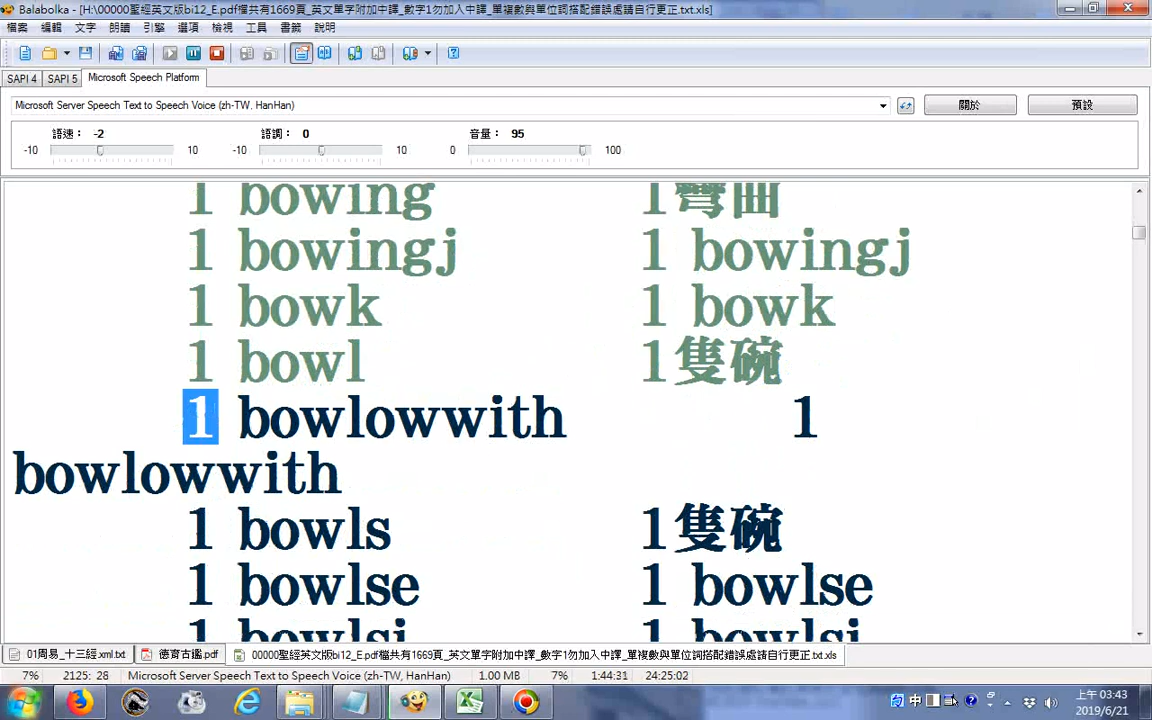 Balabolka - [H:\00000聖經英文版bi12_E.pdf檔共有1669頁_英文單字附加中譯_數字1勿加入中譯_單複數與單位詞搭配錯誤處請自行更正.txt.xls]
檔案 編輯 文字 朗讀 引擎 選項 檢視 工具 書籤 說明
SAPI 4 SAPI 5 Microsoft Speech Platform
Microsoft Server Speech Text to Speech Voice (zh-TW, HanHan) 關於 預設
語速： -2 語調： 0 音量： 95
-10 10 -10 10 0 100
1 bowing 1彎曲
1 bowingj 1 bowingj
1 bowk 1 bowk
1 bowl 1隻碗
1 bowlowwith 1
bowlowwith
1 bowls 1隻碗
1 bowlse 1 bowlse
1 bowlsi 1 bowlsi
01周易_十三經.xml.txt 德育古鑑.pdf 00000聖經英文版bi12_E.pdf檔共有1669頁_英文單字附加中譯_數字1勿加入中譯_單複數與單位詞搭配錯誤處請自行更正.txt.xls
7% 2125: 28 Microsoft Server Speech Text to Speech Voice (zh-TW, HanHan) 1.00 MB 7% 1:44:31 24:25:02
中 上午 03:43
2019/6/21